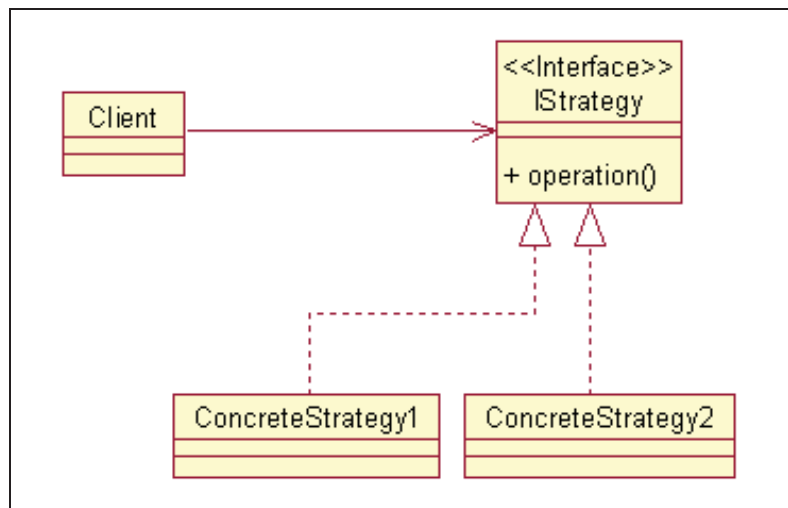 <<Interface>>
IStrategy
Client
+ operation()
ConcreteStrategy1
ConcreteStrategy2